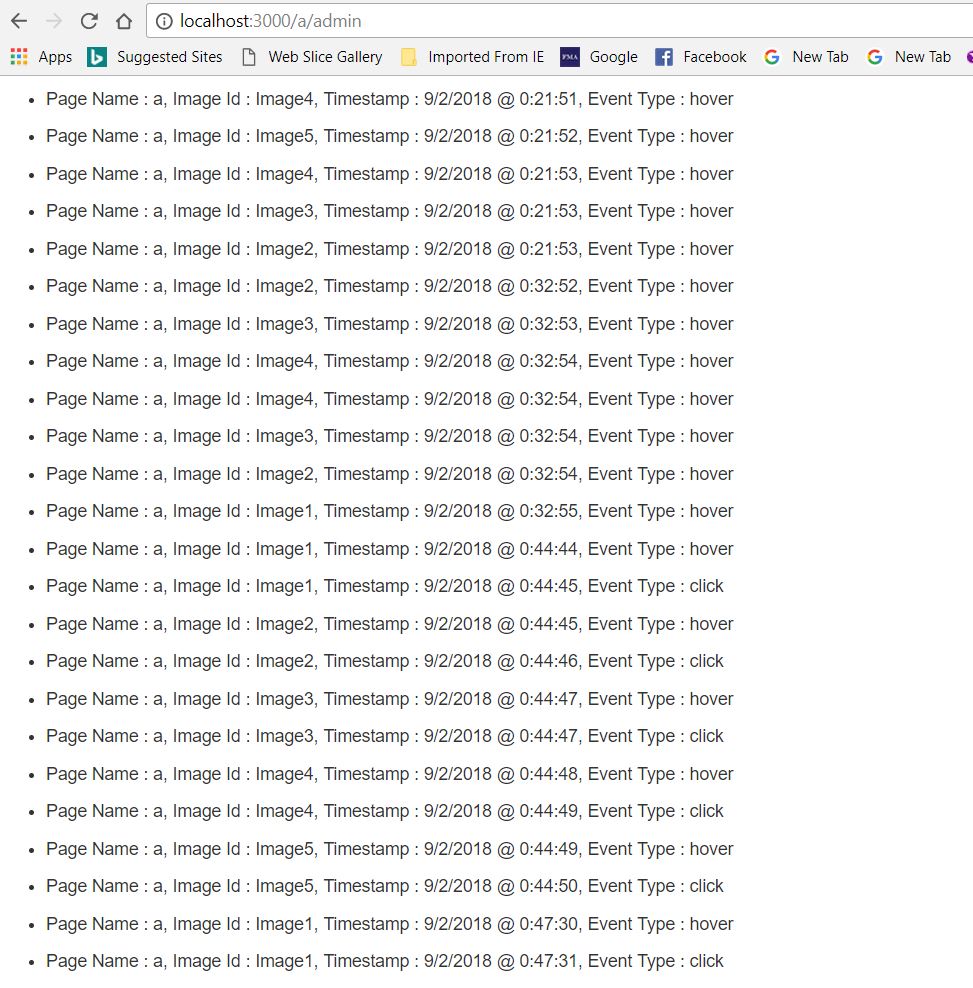 localhost:3000/a/admin
Apps Suggested Sites Web Slice Gallery Imported From IE FMA Google Facebook New Tab New Tab
Page Name : a, Image Id : Image4, Timestamp : 9/2/2018 @ 0:21:51, Event Type : hover
Page Name : a, Image Id : Image5, Timestamp : 9/2/2018 @ 0:21:52, Event Type : hover
Page Name : a, Image Id : Image4, Timestamp : 9/2/2018 @ 0:21:53, Event Type : hover
Page Name : a, Image Id : Image3, Timestamp : 9/2/2018 @ 0:21:53, Event Type : hover
Page Name : a, Image Id : Image2, Timestamp : 9/2/2018 @ 0:21:53, Event Type : hover
Page Name : a, Image Id : Image2, Timestamp : 9/2/2018 @ 0:32:52, Event Type : hover
Page Name : a, Image Id : Image3, Timestamp : 9/2/2018 @ 0:32:53, Event Type : hover
Page Name : a, Image Id : Image4, Timestamp : 9/2/2018 @ 0:32:54, Event Type : hover
Page Name : a, Image Id : Image4, Timestamp : 9/2/2018 @ 0:32:54, Event Type : hover
Page Name : a, Image Id : Image3, Timestamp : 9/2/2018 @ 0:32:54, Event Type : hover
Page Name : a, Image Id : Image2, Timestamp : 9/2/2018 @ 0:32:54, Event Type : hover
Page Name : a, Image Id : Image1, Timestamp : 9/2/2018 @ 0:32:55, Event Type : hover
Page Name : a, Image Id : Image1, Timestamp : 9/2/2018 @ 0:44:44, Event Type : hover
Page Name : a, Image Id : Image1, Timestamp : 9/2/2018 @ 0:44:45, Event Type : click
Page Name : a, Image Id : Image2, Timestamp : 9/2/2018 @ 0:44:45, Event Type : hover
Page Name : a, Image Id : Image2, Timestamp : 9/2/2018 @ 0:44:46, Event Type : click
Page Name : a, Image Id : Image3, Timestamp : 9/2/2018 @ 0:44:47, Event Type : hover
Page Name : a, Image Id : Image3, Timestamp : 9/2/2018 @ 0:44:47, Event Type : click
Page Name : a, Image Id : Image4, Timestamp : 9/2/2018 @ 0:44:48, Event Type : hover
Page Name : a, Image Id : Image4, Timestamp : 9/2/2018 @ 0:44:49, Event Type : click
Page Name : a, Image Id : Image5, Timestamp : 9/2/2018 @ 0:44:49, Event Type : hover
Page Name : a, Image Id : Image5, Timestamp : 9/2/2018 @ 0:44:50, Event Type : click
Page Name : a, Image Id : Image1, Timestamp : 9/2/2018 @ 0:47:30, Event Type : hover
Page Name : a, Image Id : Image1, Timestamp : 9/2/2018 @ 0:47:31, Event Type : click